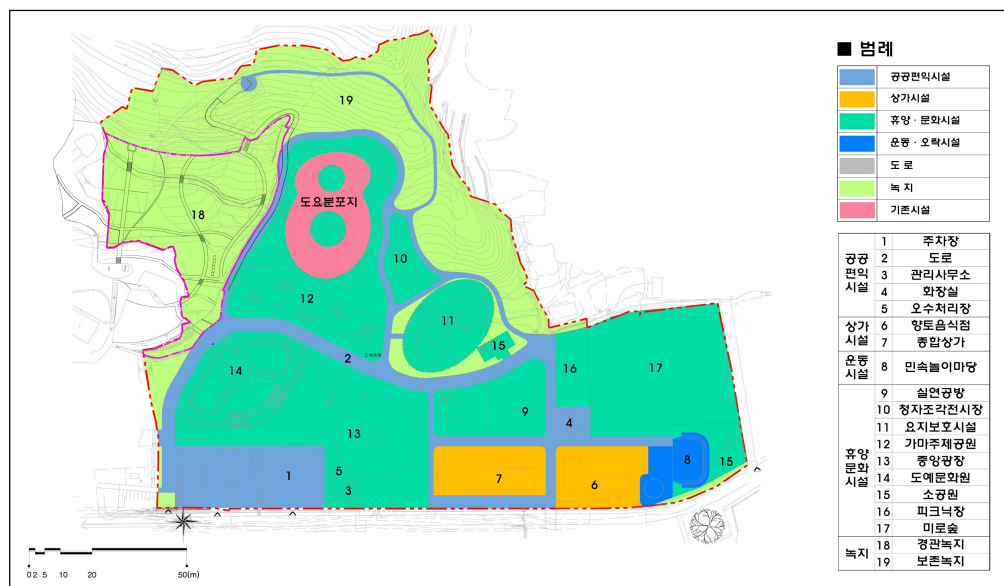 ■ 범례
공공편익시설
상가시설
휴양·문화시설
운동·오락시설
도 로
녹 지
기존시설
공공
편익
시설
1 주차장
2 도로
3 관리사무소
4 화장실
5 오수처리장
상가
시설
6 향토음식점
7 종합상가
운동
시설
8 민속놀이마당
휴양
문화
시설
9 실연공방
10 청자조각전시장
11 요지보호시설
12 가마주제공원
13 중앙광장
14 도예문화원
15 소공원
16 피크닉장
17 미로숲
녹지
18 경관녹지
19 보존녹지
19
18
도요분포지
10
12
11
15
2
도예문화원
14
16
17
9
4
13
1
5
3
7
6
8
15
0 2 5 10 20 50(m)